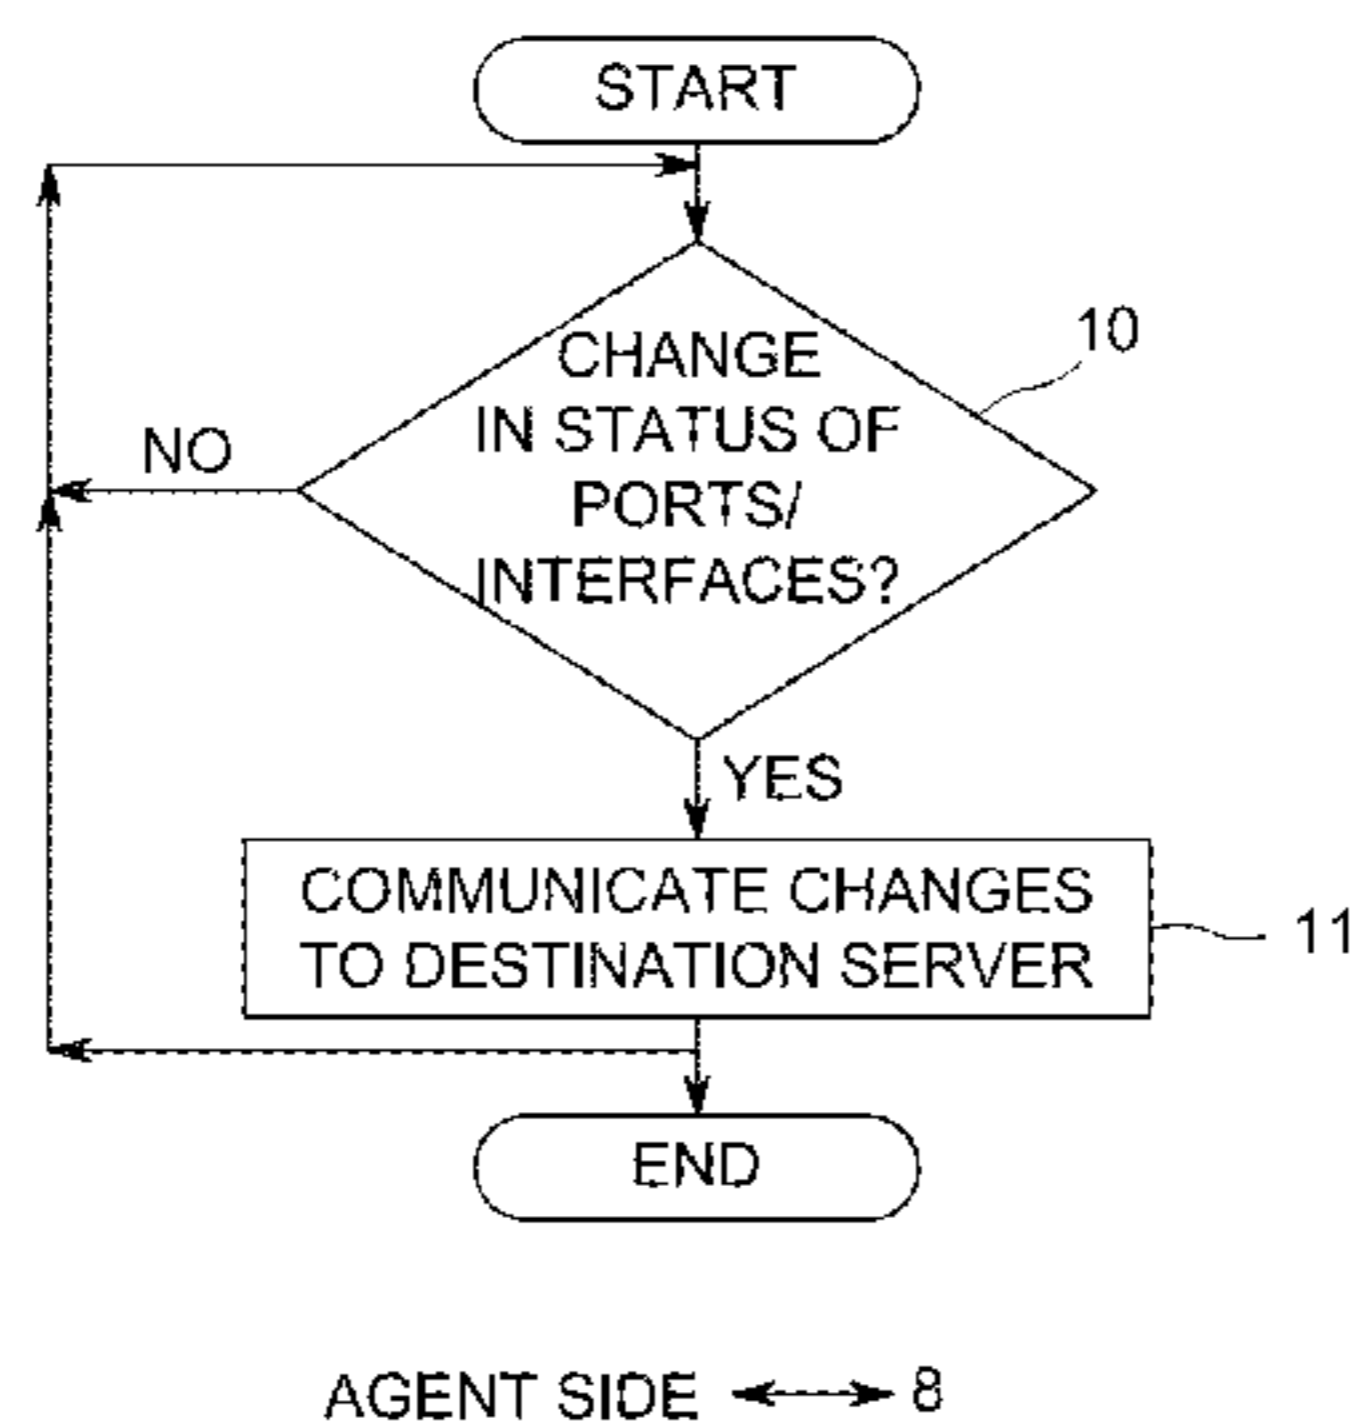 START
10
CHANGE
IN STATUS OF
PORTS/
INTERFACES?
NO
YES
COMMUNICATE CHANGES
TO DESTINATION SERVER
11
END
AGENT SIDE 8